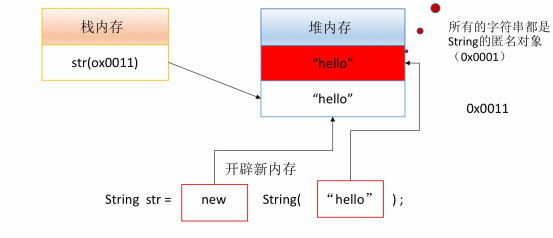 栈内存
str(ox0011)
堆内存
“hello”
“hello”
所有的字符串都是
String的匿名对象
（0x0001）
0x0011
开辟新内存
String str = new String( “hello” ) ;